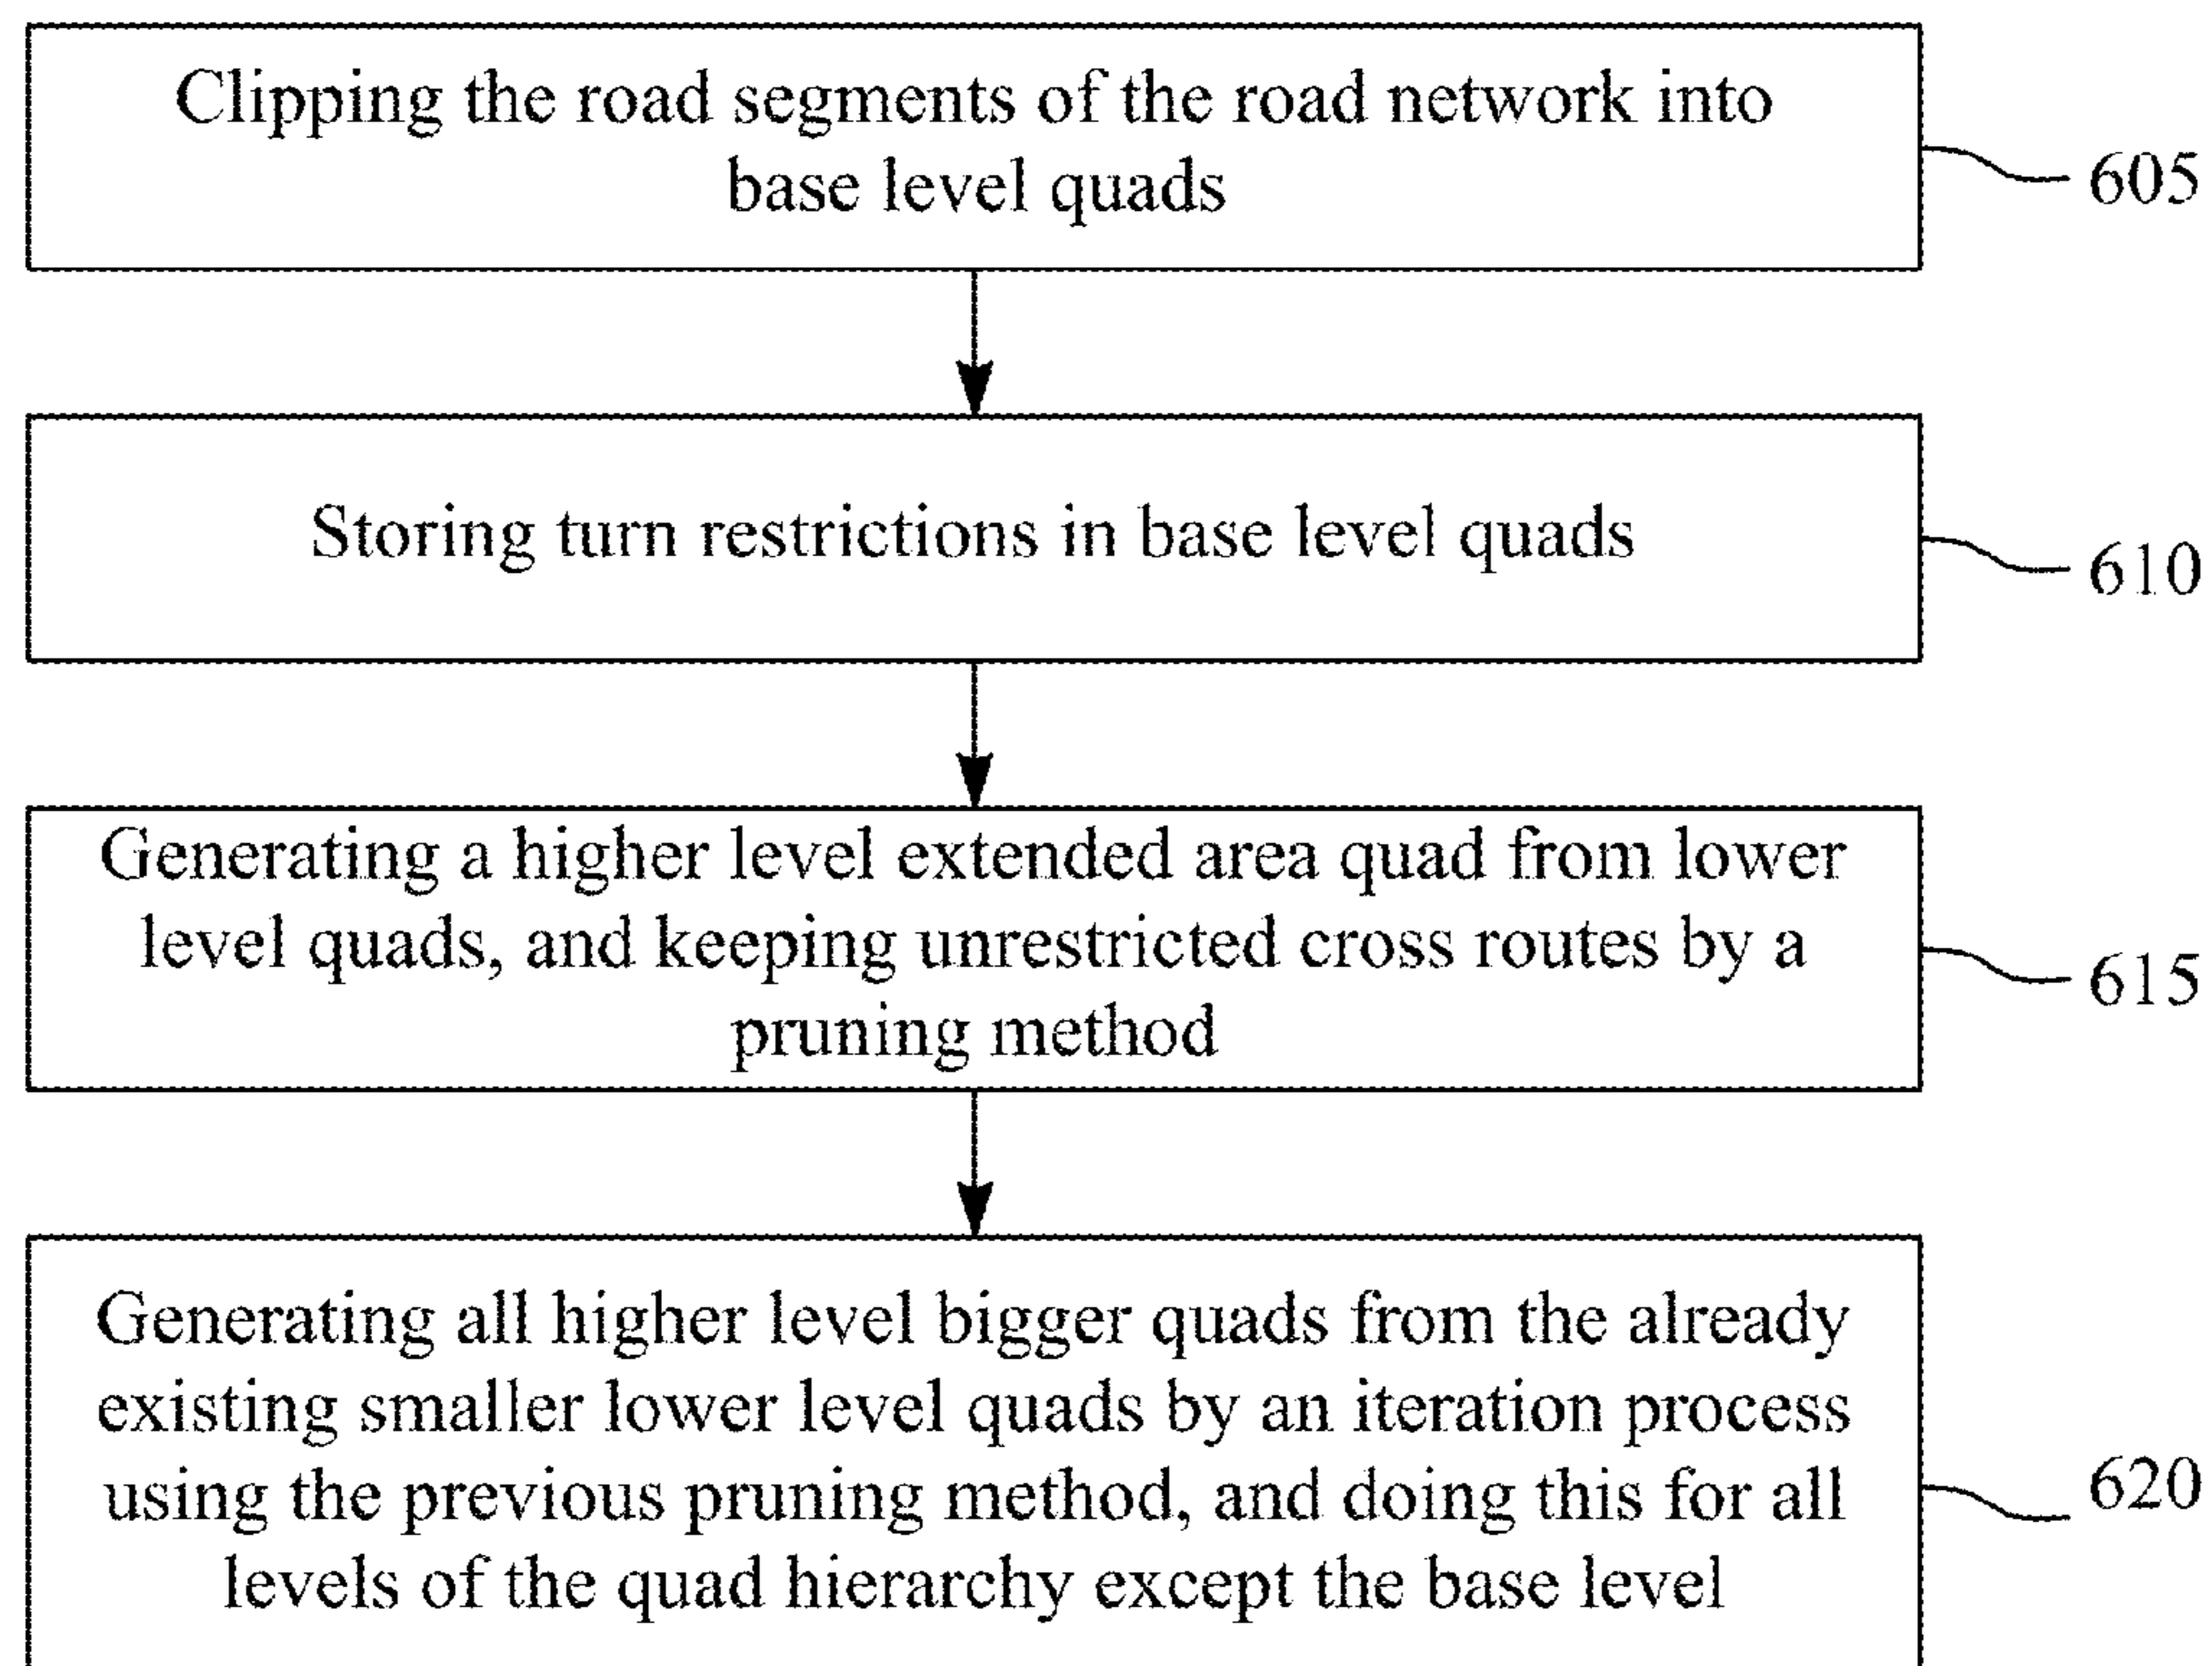 Clipping the road segments of the road network into
base level quads
605
Storing turn restrictions in base level quads
610
Generating a higher level extended area quad from lower
level quads, and keeping unrestricted cross routes by a
pruning method
615
Generating all higher level bigger quads from the already
existing smaller lower level quads by an iteration process
using the previous pruning method, and doing this for all
levels of the quad hierarchy except the base level
620